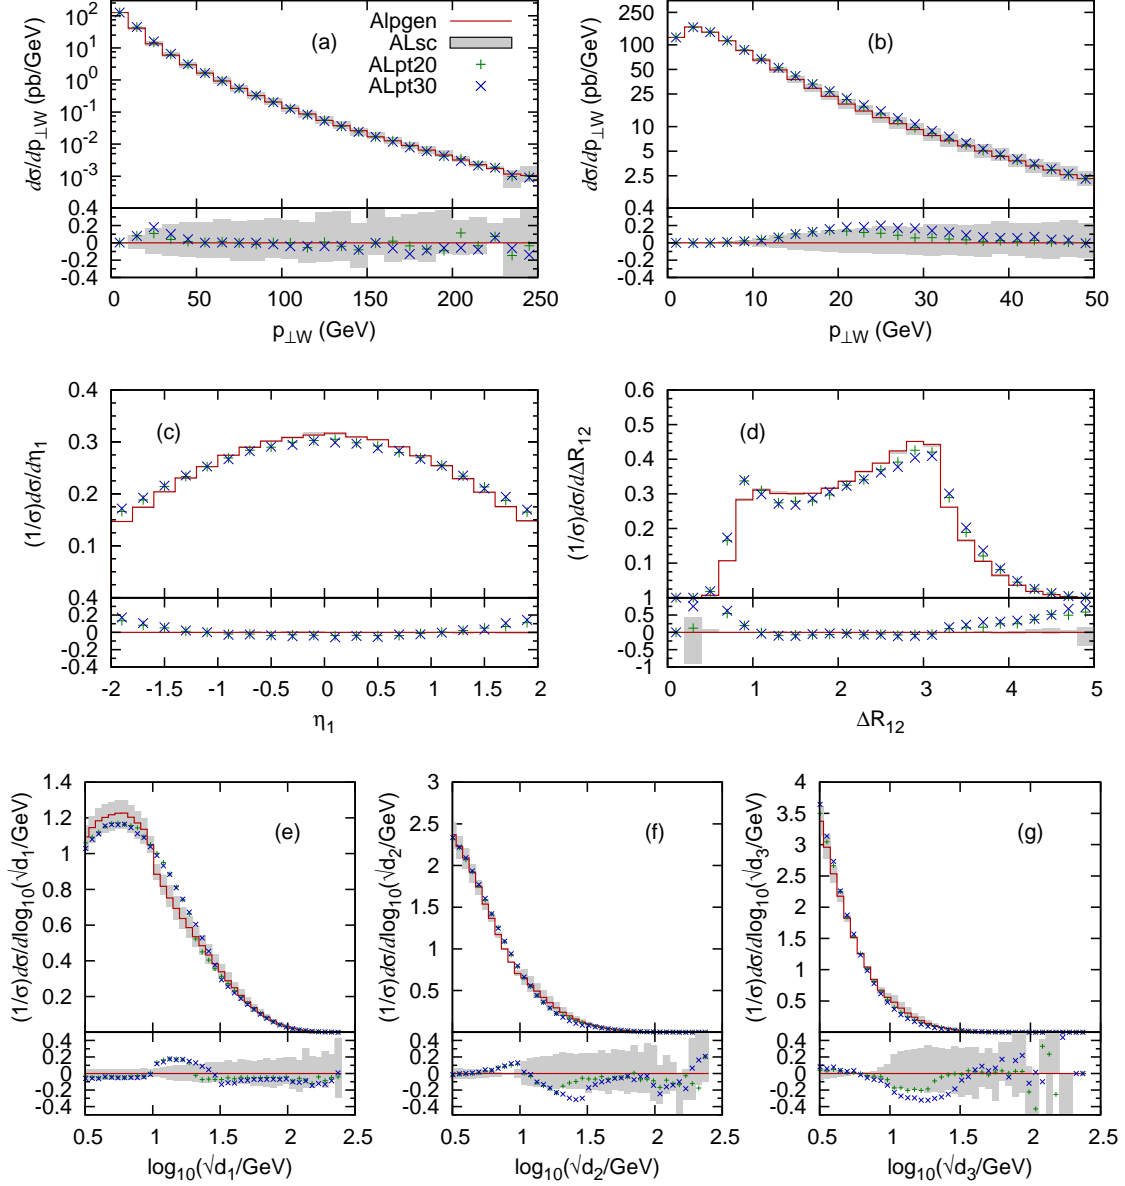 10² 10¹ 10⁰ 10⁻¹ 10⁻² 10⁻³
dσ/dp⊥W (pb/GeV)
(a)
Alpgen
ALsc
ALpt20
ALpt30
0.4 0.2 0 -0.2 -0.4
0 50 100 150 200 250
p⊥W (GeV)
250 100 50 25 10 5 2.5
dσ/dp⊥W (pb/GeV)
(b)
0.4 0.2 0 -0.2 -0.4
0 10 20 30 40 50
p⊥W (GeV)
0.4 0.3 0.2 0.1
(1/σ)dσ/dη₁
(c)
0.4 0.2 0 -0.2 -0.4
-2 -1.5 -1 -0.5 0 0.5 1 1.5 2
η₁
0.6 0.5 0.4 0.3 0.2 0.1
(1/σ)dσ/dΔR₁₂
(d)
1 0.5 0 -0.5 -1
0 1 2 3 4 5
ΔR₁₂
1.4 1.2 1 0.8 0.6 0.4 0.2
(1/σ)dσ/dlog₁₀(√d₁/GeV)
(e)
0.4 0.2 0 -0.2 -0.4
0.5 1 1.5 2 2.5
log₁₀(√d₁/GeV)
3 2.5 2 1.5 1 0.5
(1/σ)dσ/dlog₁₀(√d₂/GeV)
(f)
0.4 0.2 0 -0.2 -0.4
0.5 1 1.5 2 2.5
log₁₀(√d₂/GeV)
4 3.5 3 2.5 2 1.5 1 0.5
(1/σ)dσ/dlog₁₀(√d₃/GeV)
(g)
0.4 0.2 0 -0.2 -0.4
0.5 1 1.5 2 2.5
log₁₀(√d₃/GeV)